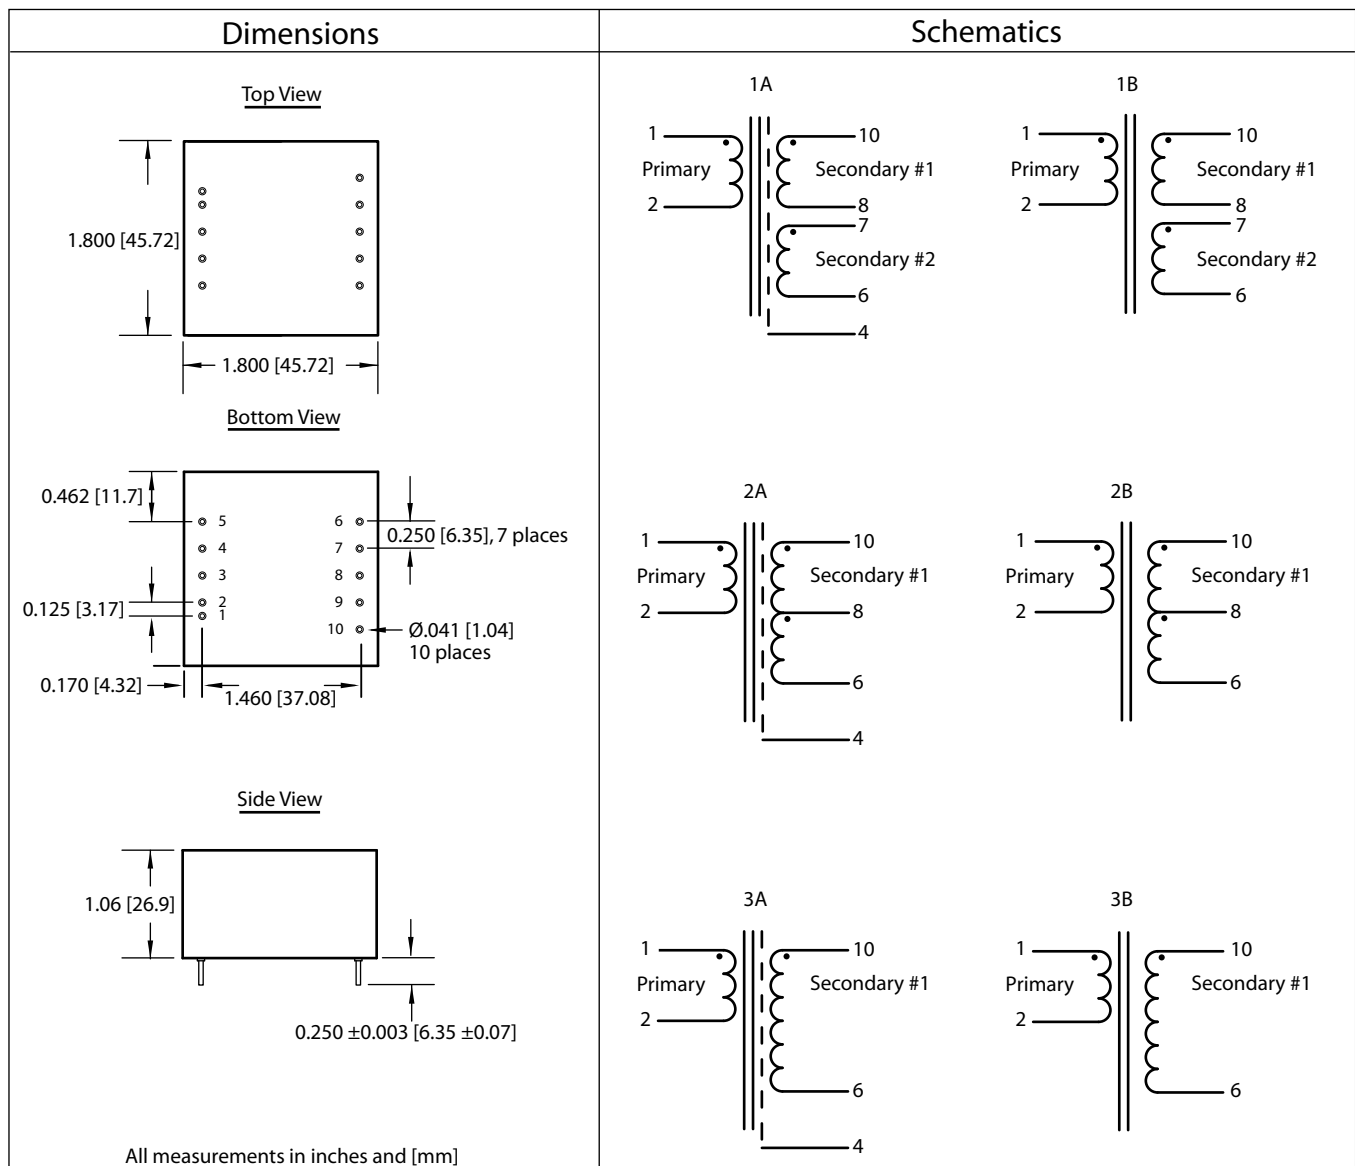 Dimensions
Top View
1.800 [45.72]
1.800 [45.72]
Bottom View
0.462 [11.7]
5
6
0.250 [6.35], 7 places
4
7
3
8
0.125 [3.17]
2
9
1
10
Ø.041 [1.04]
10 places
0.170 [4.32]
1.460 [37.08]
Side View
1.06 [26.9]
0.250 ±0.003 [6.35 ±0.07]
All measurements in inches and [mm]
Schematics
1A
1
10
Primary
Secondary #1
2
8
7
Secondary #2
6
4
1B
1
10
Primary
Secondary #1
2
8
7
Secondary #2
6
2A
1
10
Primary
Secondary #1
2
8
6
4
2B
1
10
Primary
Secondary #1
2
8
6
3A
1
10
Primary
Secondary #1
2
6
4
3B
1
10
Primary
Secondary #1
2
6